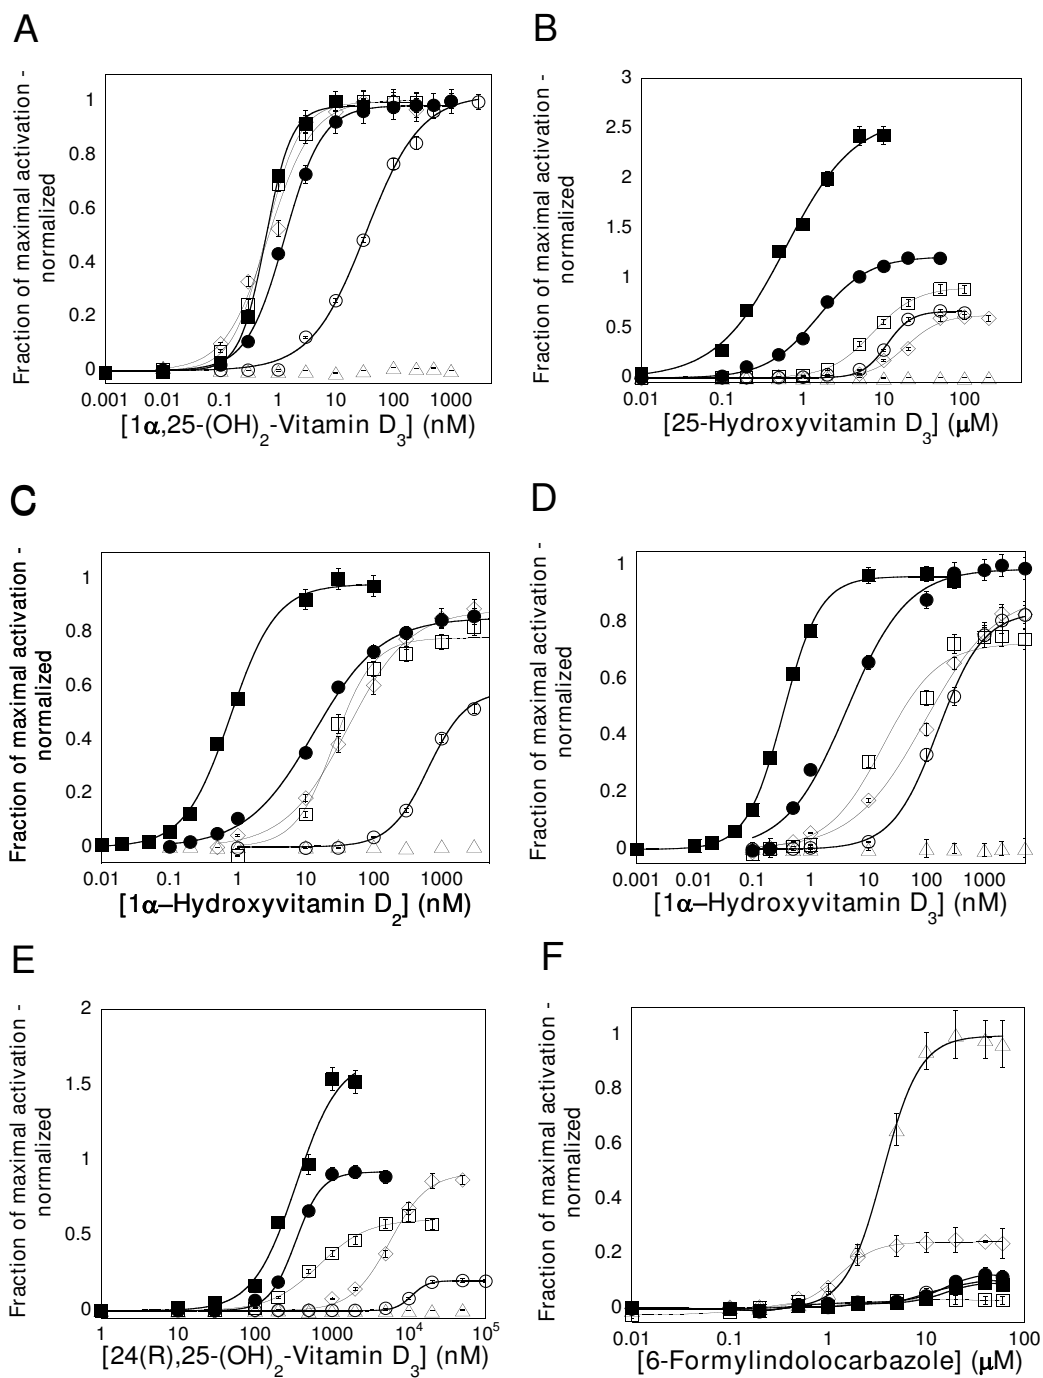 A
Fraction of maximal activation -
normalized
1
0.8
0.6
0.4
0.2
0
0.001 0.01 0.1 1 10 100 1000
[1α,25-(OH)2-Vitamin D3] (nM)
B
Fraction of maximal activation -
normalized
3
2.5
2
1.5
1
0.5
0
0.01 0.1 1 10 100
[25-Hydroxyvitamin D3] (μM)
C
Fraction of maximal activation -
normalized
1
0.8
0.6
0.4
0.2
0
0.01 0.1 1 10 100 1000
[1α–Hydroxyvitamin D2] (nM)
D
Fraction of maximal activation -
normalized
1
0.8
0.6
0.4
0.2
0
0.001 0.01 0.1 1 10 100 1000
[1α–Hydroxyvitamin D3] (nM)
E
Fraction of maximal activation -
normalized
2
1.5
1
0.5
0
1 10 100 1000 10^4 10^5
[24(R),25-(OH)2-Vitamin D3] (nM)
F
Fraction of maximal activation -
normalized
1
0.8
0.6
0.4
0.2
0
0.01 0.1 1 10 100
[6-Formylindolocarbazole] (μM)